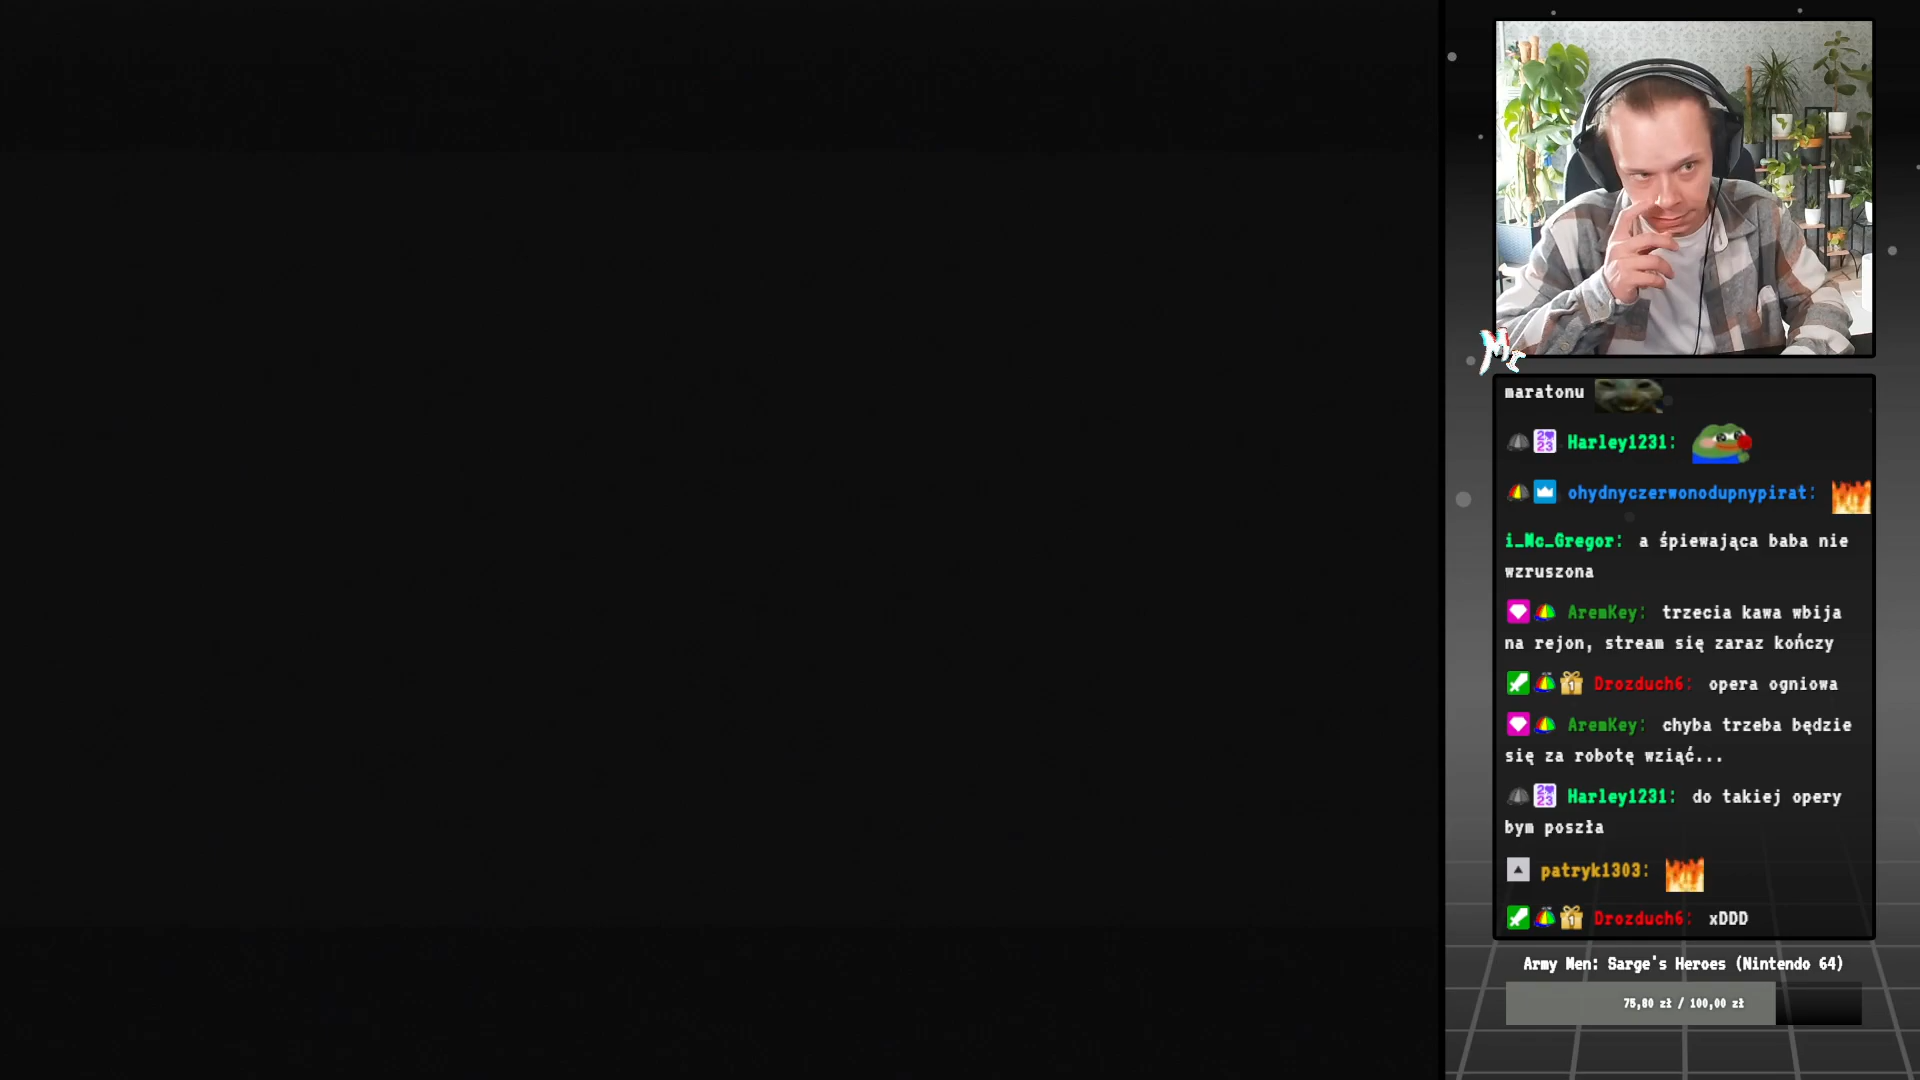 Mr
maratonu
Harley1231:
ohydnyczerwonodupnypirat:
i_Mc_Gregor: a śpiewająca baba nie
wzruszona
AremKey: trzecia kawa wbija
na rejon, stream się zaraz kończy
Drozduch6: opera ogniowa
AremKey: chyba trzeba będzie
się za robotę wziąć...
Harley1231: do takiej opery
bym poszła
patryk1303:
Drozduch6: xDDD
Army Men: Sarge's Heroes (Nintendo 64)
75,80 zł / 100,00 zł